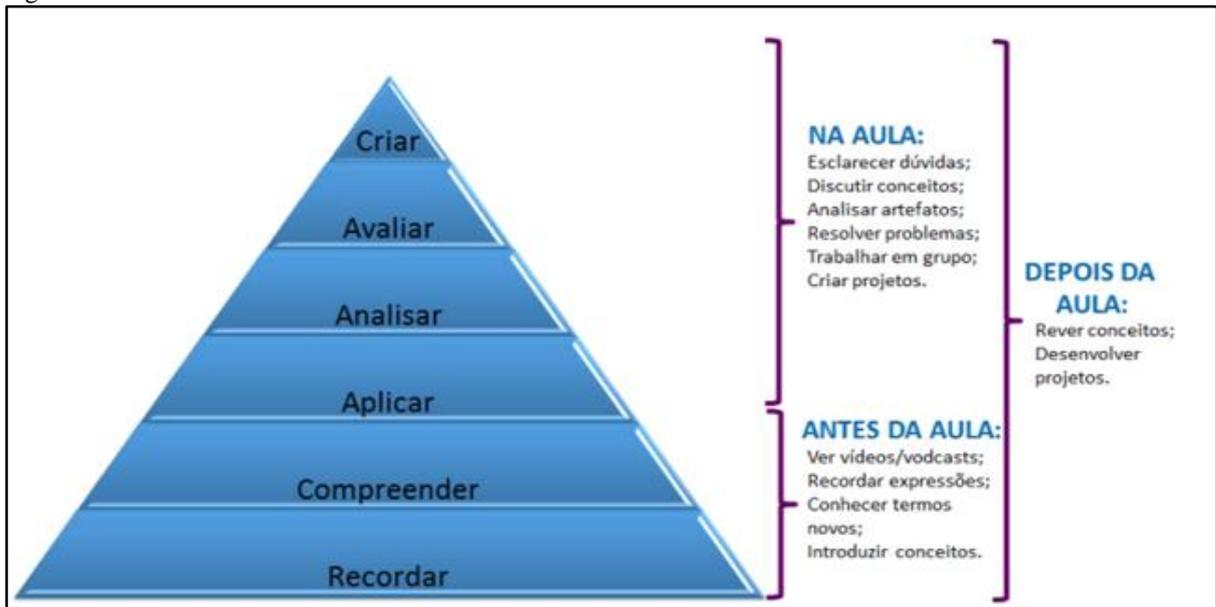 Criar
Avaliar
Analisar
Aplicar
Compreender
Recordar
NA AULA:
Esclarecer dúvidas;
Discutir conceitos;
Analisar artefatos;
Resolver problemas;
Trabalhar em grupo;
Criar projetos.
ANTES DA AULA:
Ver vídeos/vodcasts;
Recordar expressões;
Conhecer termos
novos;
Introduzir conceitos.
DEPOIS DA
AULA:
Rever conceitos;
Desenvolver
projetos.